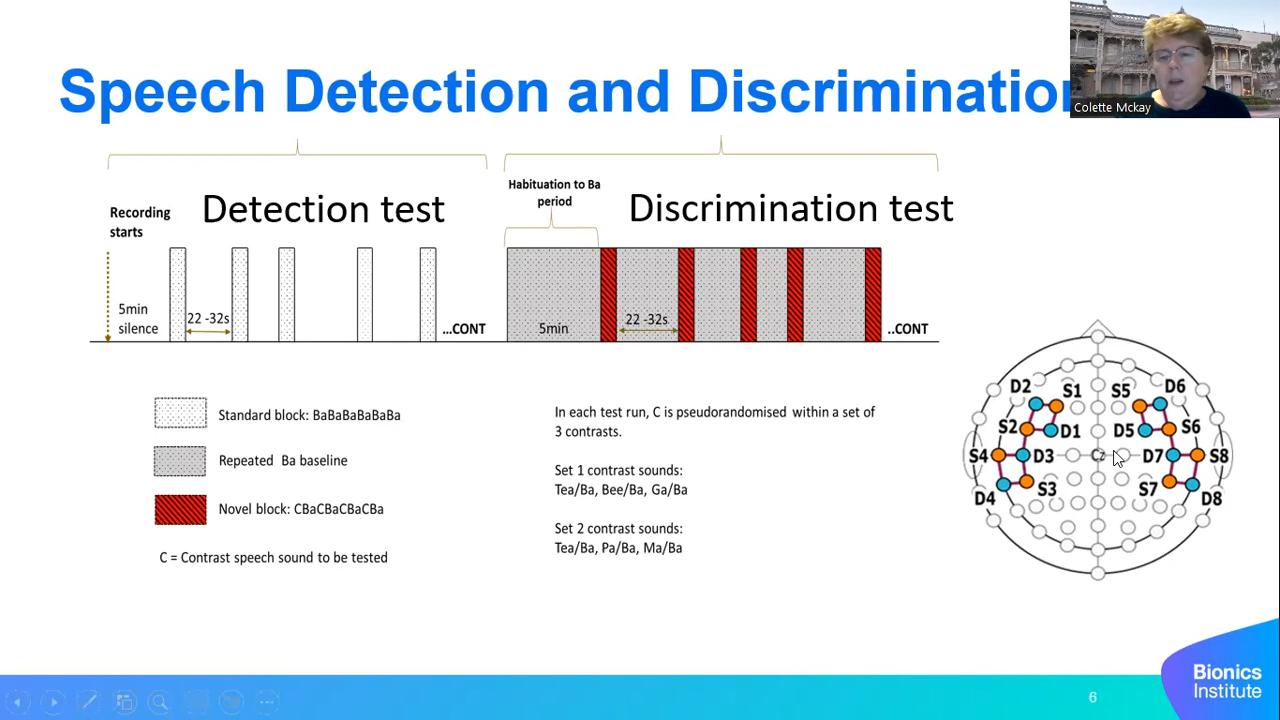 Speech Detection and Discriminatio
Colette Mckay
Recording
starts
Detection test
Habituation to Ba
period
Discrimination test
5min
silence
22 -32s
...CONT
5min
22 -32s
..CONT
Standard block: BaBaBaBaBaBa
Repeated Ba baseline
Novel block: CBaCBaCBaCBa
C = Contrast speech sound to be tested
In each test run, C is pseudorandomised within a set of
3 contrasts.
Set 1 contrast sounds:
Tea/Ba, Bee/Ba, Ga/Ba
Set 2 contrast sounds:
Tea/Ba, Pa/Ba, Ma/Ba
D2 S1 S5 D6
S2 D1 D5 S6
S4 D3 Cz D7 S8
D4 S3 S7 D8
Bionics
Institute
6